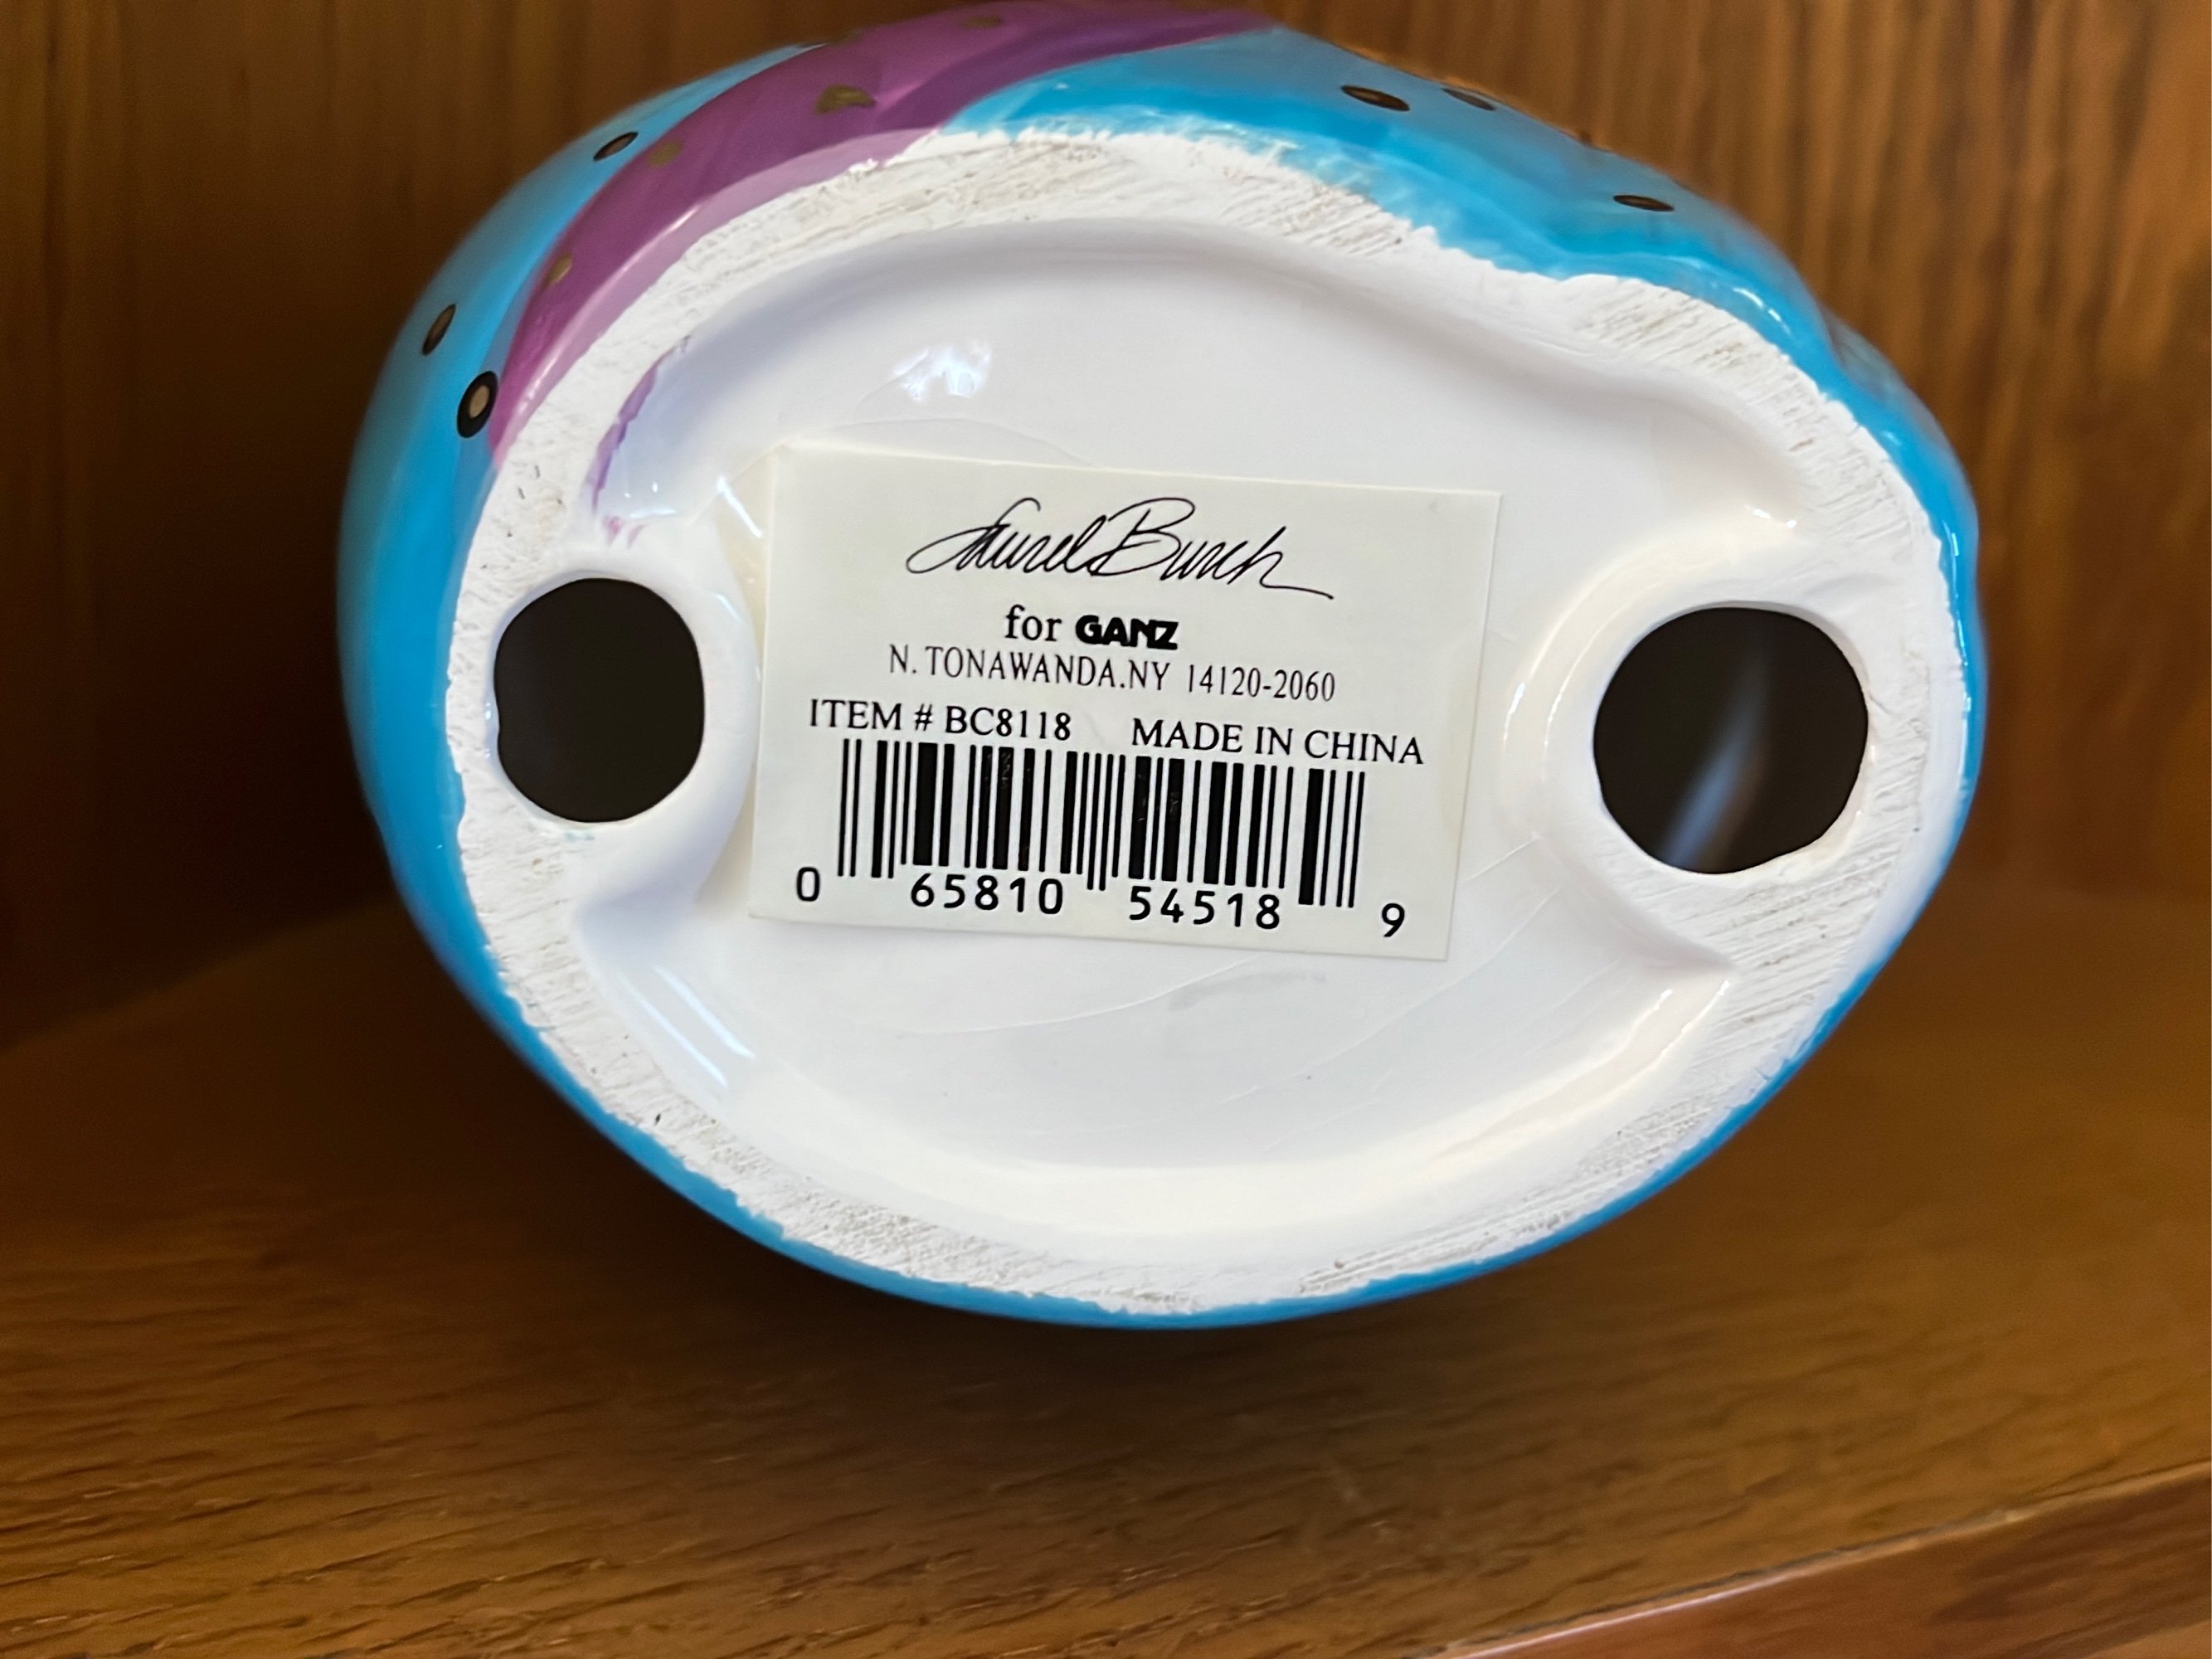 Laurel Burch
for GANZ
N. TONAWANDA.NY 14120-2060
ITEM # BC8118 MADE IN CHINA
0 65810 54518 9